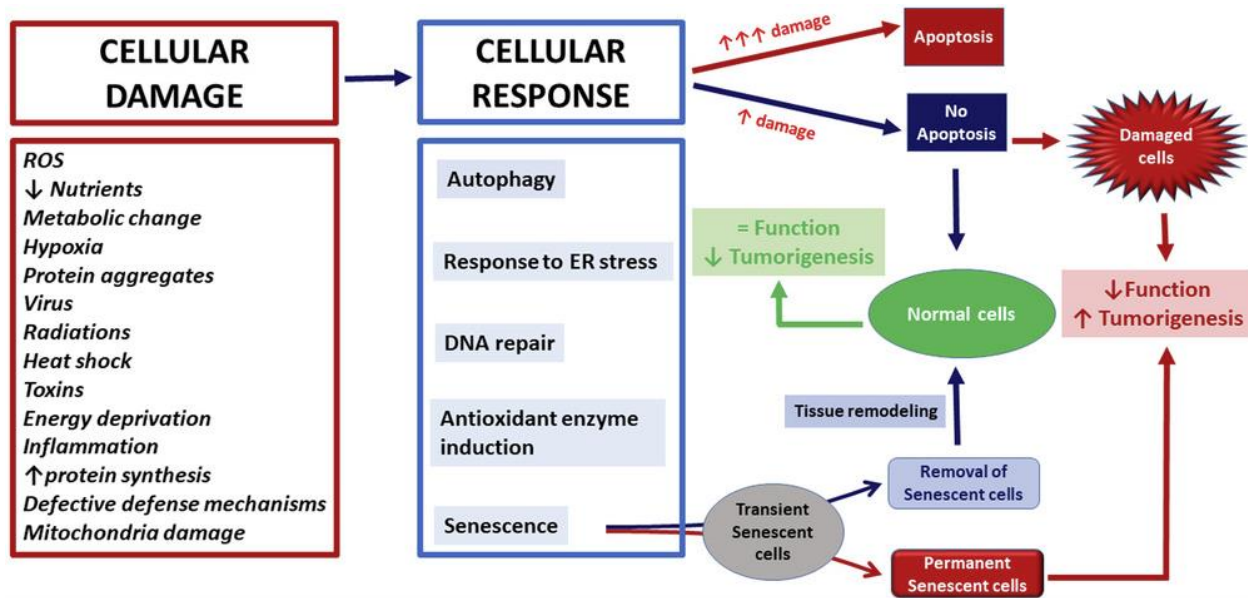 CELLULAR
DAMAGE
ROS
↓ Nutrients
Metabolic change
Hypoxia
Protein aggregates
Virus
Radiations
Heat shock
Toxins
Energy deprivation
Inflammation
↑protein synthesis
Defective defense mechanisms
Mitochondria damage
CELLULAR
RESPONSE
Autophagy
Response to ER stress
DNA repair
Antioxidant enzyme
induction
Senescence
↑↑↑ damage
↑ damage
Apoptosis
No
Apoptosis
Damaged
cells
= Function
↓ Tumorigenesis
Normal cells
↓Function
↑ Tumorigenesis
Tissue remodeling
Removal of
Senescent cells
Transient
Senescent
cells
Permanent
Senescent cells